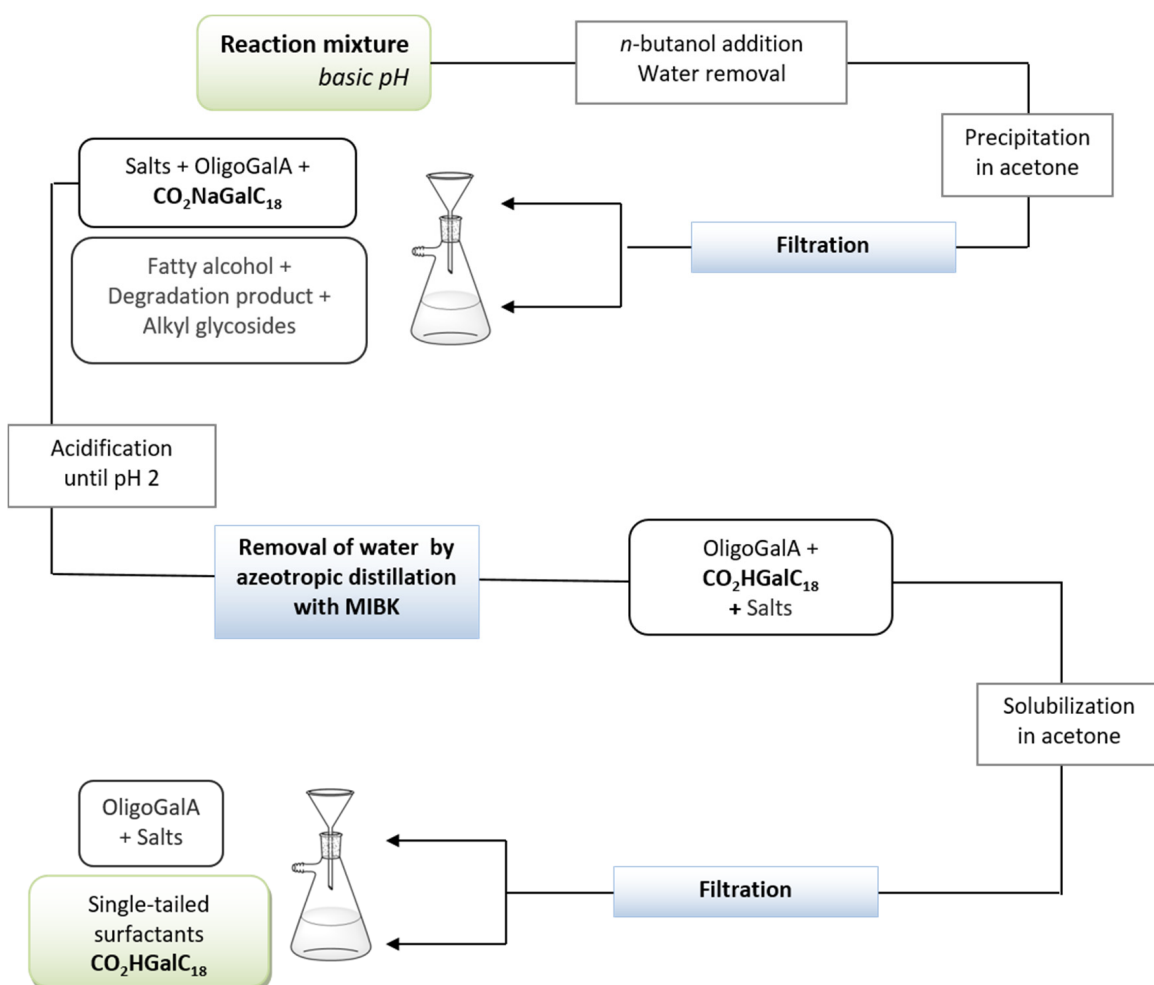 Reaction mixture
basic pH
n-butanol addition
Water removal
Precipitation
in acetone
Filtration
Salts + OligoGalA +
CO₂NaGalC₁₈
Fatty alcohol +
Degradation product +
Alkyl glycosides
Acidification
until pH 2
Removal of water by
azeotropic distillation
with MIBK
OligoGalA +
CO₂HGalC₁₈
+ Salts
Solubilization
in acetone
Filtration
OligoGalA
+ Salts
Single-tailed
surfactants
CO₂HGalC₁₈